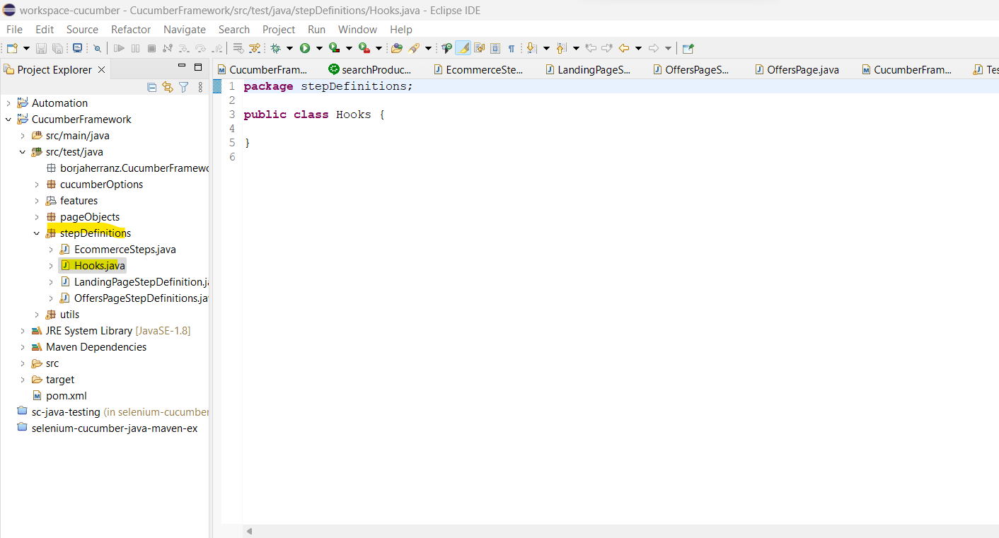 workspace-cucumber - CucumberFramework/src/test/java/stepDefinitions/Hooks.java - Eclipse IDE
File Edit Source Refactor Navigate Search Project Run Window Help
Project Explorer
CucumberFram... searchProduc... EcommerceSte... LandingPageS... OffersPageS... OffersPage.java CucumberFram... Tes
Automation
CucumberFramework
src/main/java
src/test/java
borjaherranz.CucumberFramewo
cucumberOptions
features
pageObjects
stepDefinitions
EcommerceSteps.java
Hooks.java
LandingPageStepDefinition.ja
OffersPageStepDefinitions.jav
utils
JRE System Library [JavaSE-1.8]
Maven Dependencies
src
target
pom.xml
sc-java-testing (in selenium-cucumber
selenium-cucumber-java-maven-ex
1 package stepDefinitions;
2
3 public class Hooks {
4
5 }
6